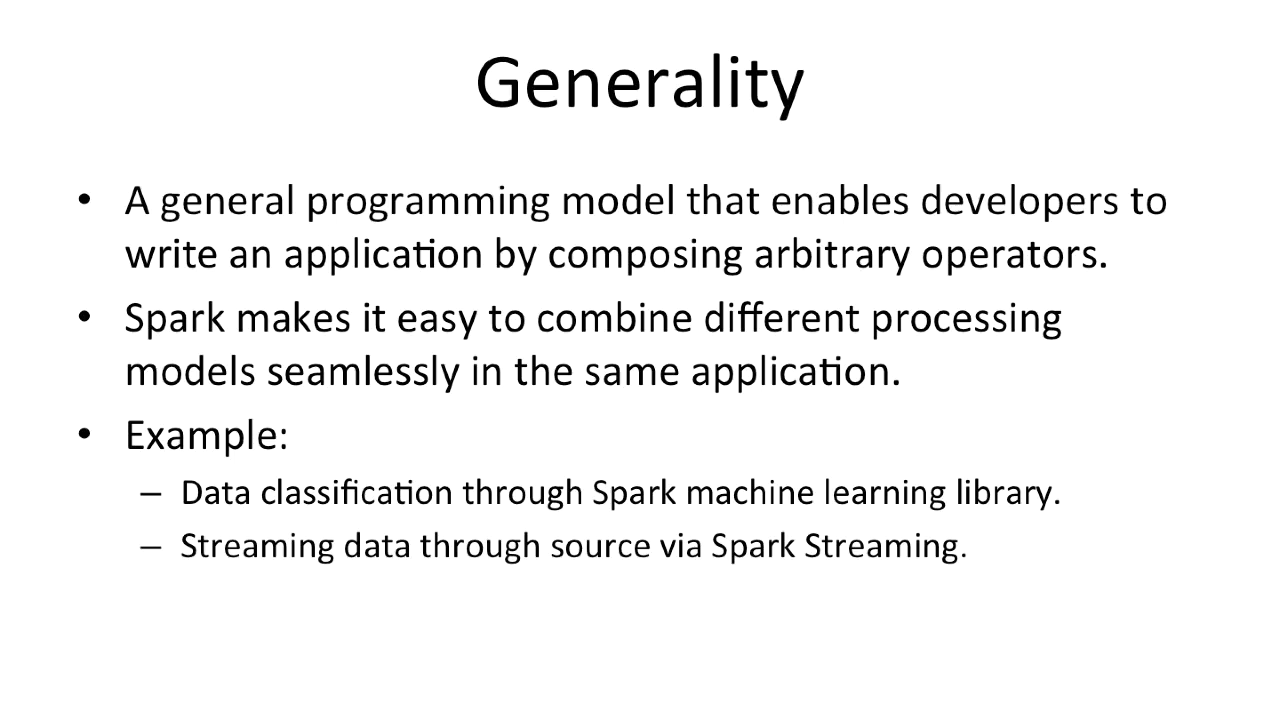 Generality
• A general programming model that enables developers to
write an application by composing arbitrary operators.
• Spark makes it easy to combine different processing
models seamlessly in the same application.
• Example:
– Data classification through Spark machine learning library.
– Streaming data through source via Spark Streaming.